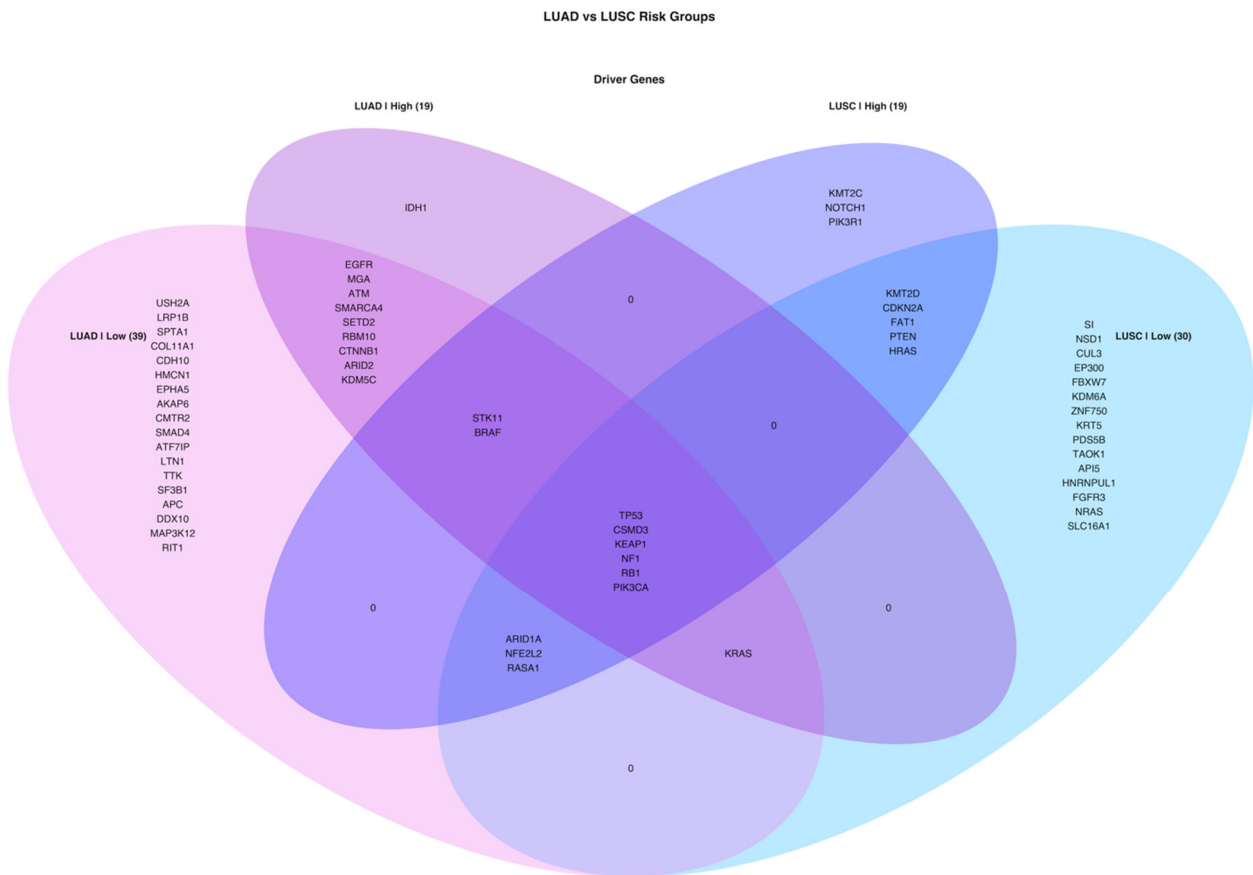 LUAD vs LUSC Risk Groups
Driver Genes
LUAD | High (19)
LUSC | High (19)
LUAD | Low (39)
LUSC | Low (30)
IDH1
KMT2C
NOTCH1
PIK3R1
EGFR
MGA
ATM
SMARCA4
SETD2
RBM10
CTNNB1
ARID2
KDM5C
0
KMT2D
CDKN2A
FAT1
PTEN
HRAS
USH2A
LRP1B
SPTA1
COL11A1
CDH10
HMCN1
EPHA5
AKAP6
CMTR2
SMAD4
ATF7IP
LTN1
TTK
SF3B1
APC
DDX10
MAP3K12
RIT1
SI
NSD1
CUL3
EP300
FBXW7
KDM6A
ZNF750
KRT5
PDS5B
TAOK1
API5
HNRNPUL1
FGFR3
NRAS
SLC16A1
STK11
BRAF
0
TP53
CSMD3
KEAP1
NF1
RB1
PIK3CA
0
0
ARID1A
NFE2L2
RASA1
KRAS
0